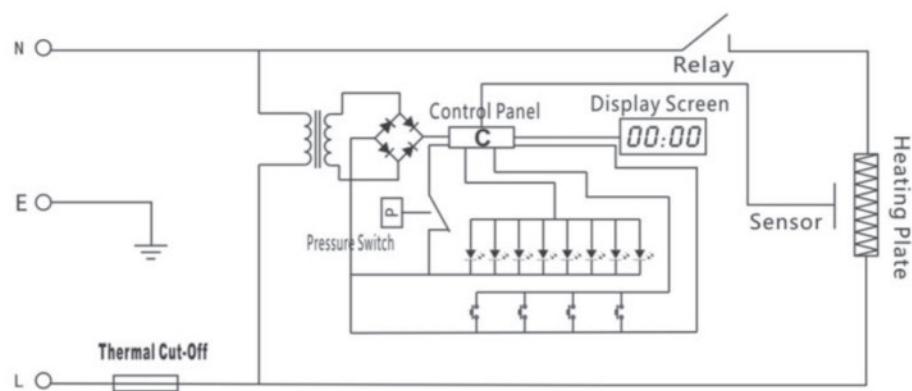 N
Relay
Control Panel
Display Screen
C
00:00
Heating Plate
E
P
Sensor
Pressure Switch
Thermal Cut-Off
L